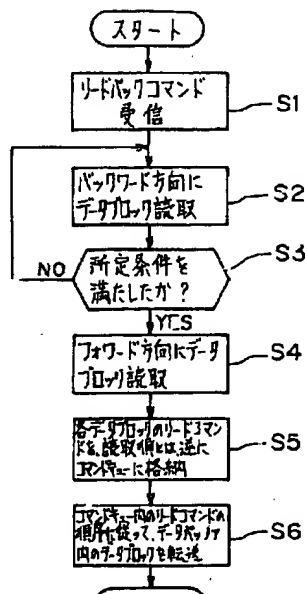 スタート
リードバックコマンド
受信
S1
バックワード方向に
データブロック読取
S2
所定条件を
満たしたか?
S3
NO
YES
フォワード方向にデータ
ブロック読取
S4
各データブロックのリードコマン
ドを、読取順とは、逆に
コマンドキューに格納
S5
コマンドキュー内のリードコマンドの
順序に従って、データバッファ
内のデータブロックを転送
S6